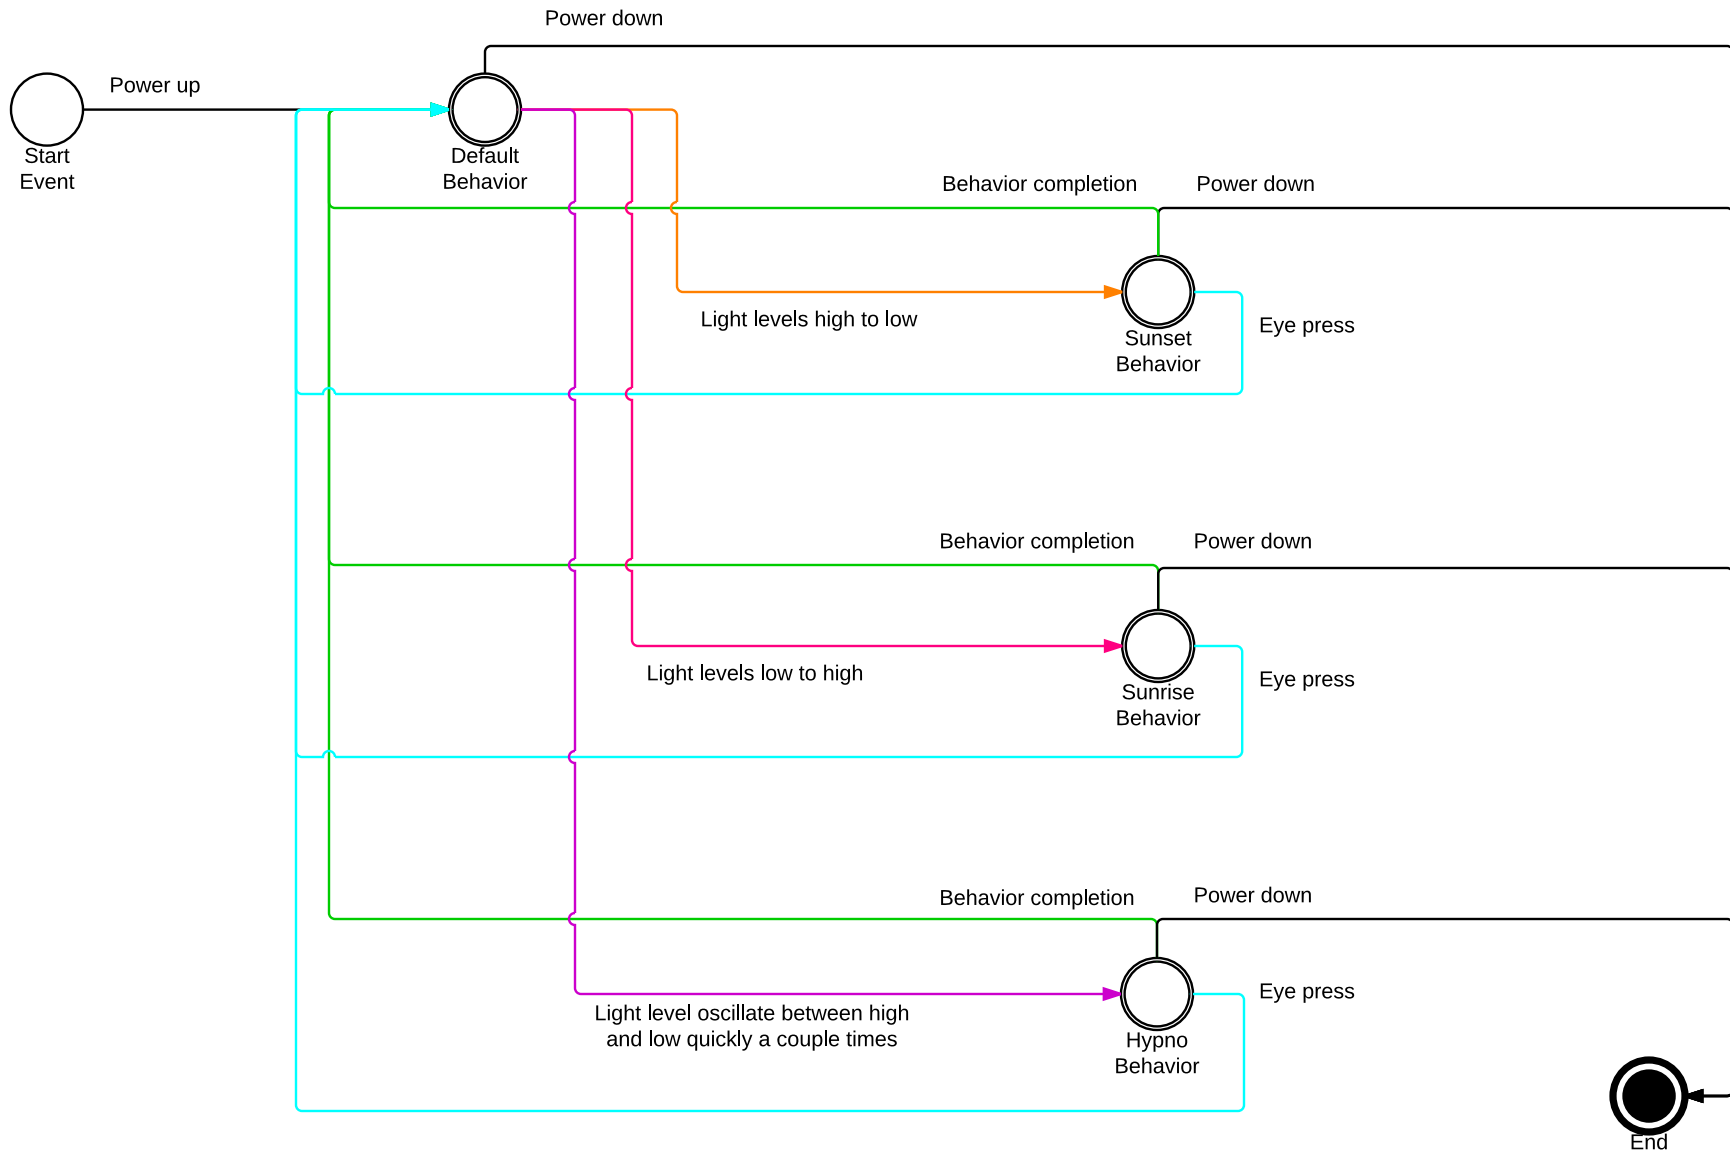 Power down
Power up
Start
Event
Default
Behavior
Behavior completion
Power down
Light levels high to low
Sunset
Behavior
Eye press
Behavior completion
Power down
Light levels low to high
Sunrise
Behavior
Eye press
Behavior completion
Power down
Light level oscillate between high
and low quickly a couple times
Hypno
Behavior
Eye press
End